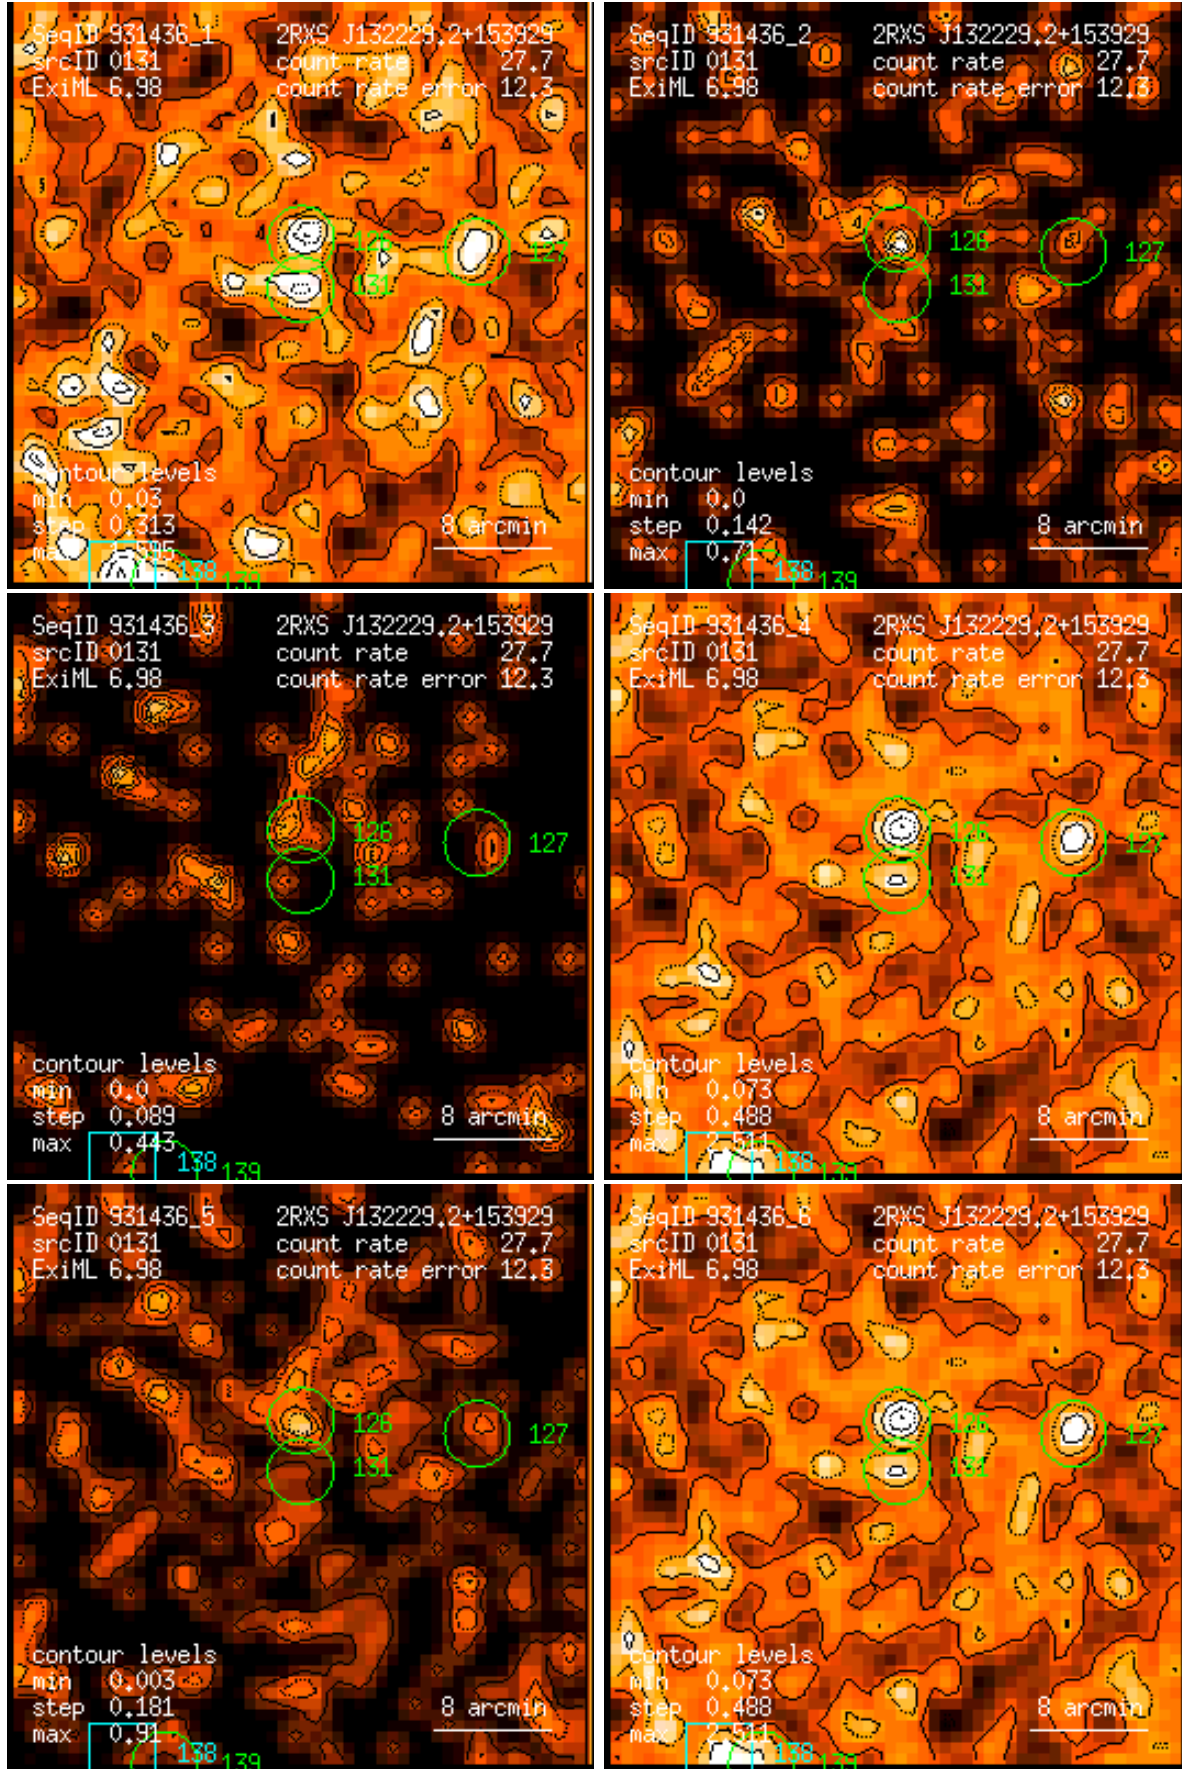 SeqID 931436_1 2RXS J132229.2+153929
srcID 0131 count rate 27.7
ExiML 6.98 count rate error 12.3
126
127
131
contour levels
min 0.03
step 0.313
max 8 arcmin
138 139
SeqID 931436_2 2RXS J132229.2+153929
srcID 0131 count rate 27.7
ExiML 6.98 count rate error 12.3
126
127
131
contour levels
min 0.0
step 0.142 8 arcmin
max 0.71
138 139
SeqID 931436_3 2RXS J132229.2+153929
srcID 0131 count rate 27.7
ExiML 6.98 count rate error 12.3
126
127
131
contour levels
min 0.0
step 0.089 8 arcmin
max 0.443
138 139
SeqID 931436_4 2RXS J132229.2+153929
srcID 0131 count rate 27.7
ExiML 6.98 count rate error 12.3
126
127
131
contour levels
min 0.073
step 0.488 8 arcmin
max 2.511
138 139
SeqID 931436_5 2RXS J132229.2+153929
srcID 0131 count rate 27.7
ExiML 6.98 count rate error 12.3
126
127
131
contour levels
min 0.003
step 0.181 8 arcmin
max 0.91
138 139
SeqID 931436_6 2RXS J132229.2+153929
srcID 0131 count rate 27.7
ExiML 6.98 count rate error 12.3
126
127
131
contour levels
min 0.073
step 0.488 8 arcmin
max 2.511
138 139